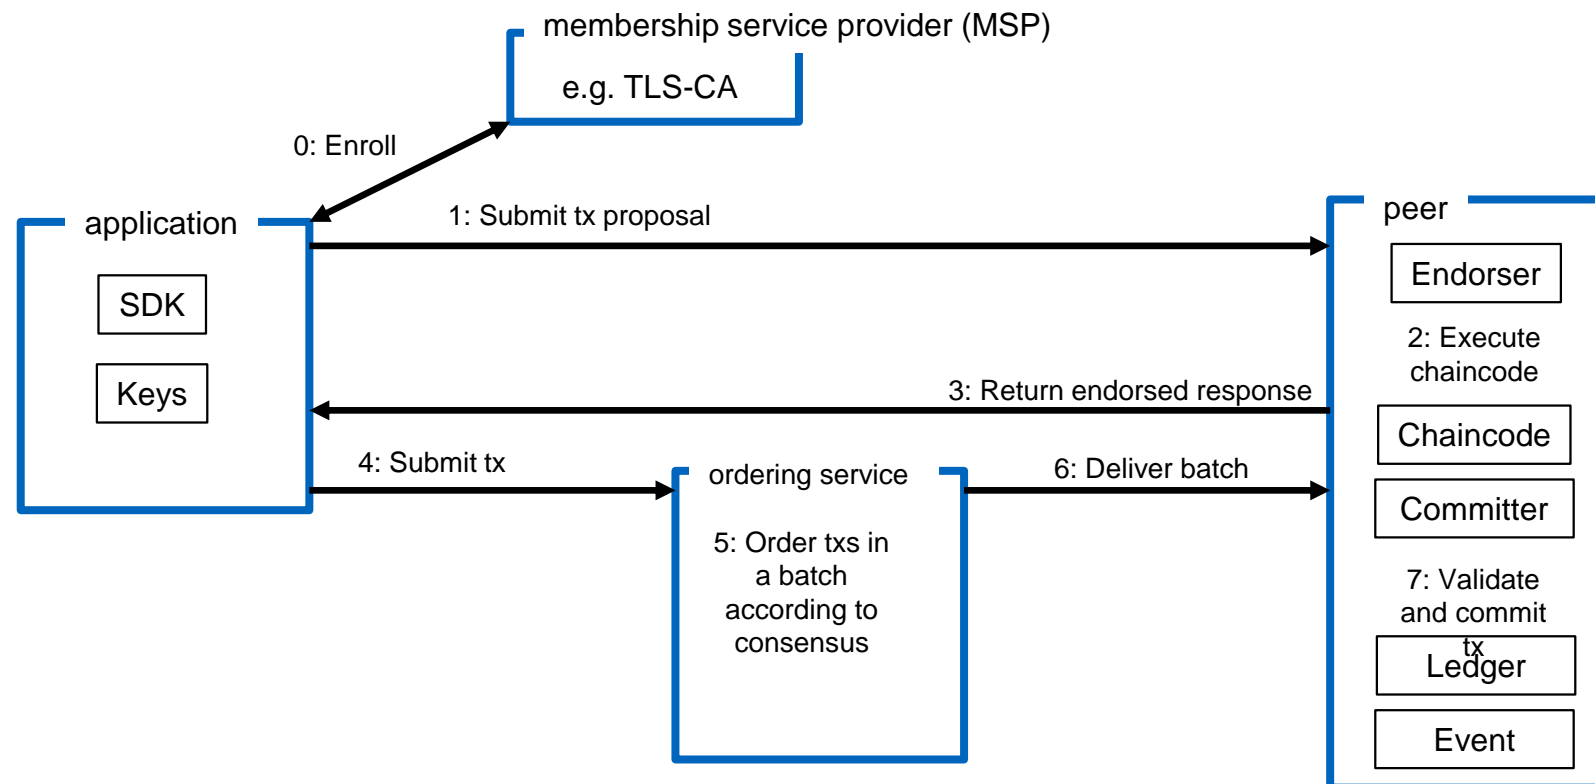 membership service provider (MSP)
e.g. TLS-CA
0: Enroll
application
1: Submit tx proposal
peer
SDK
Endorser
2: Execute
chaincode
Keys
3: Return endorsed response
Chaincode
4: Submit tx
ordering service
6: Deliver batch
Committer
5: Order txs in
a batch
according to
consensus
7: Validate
and commit
tx
Ledger
Event